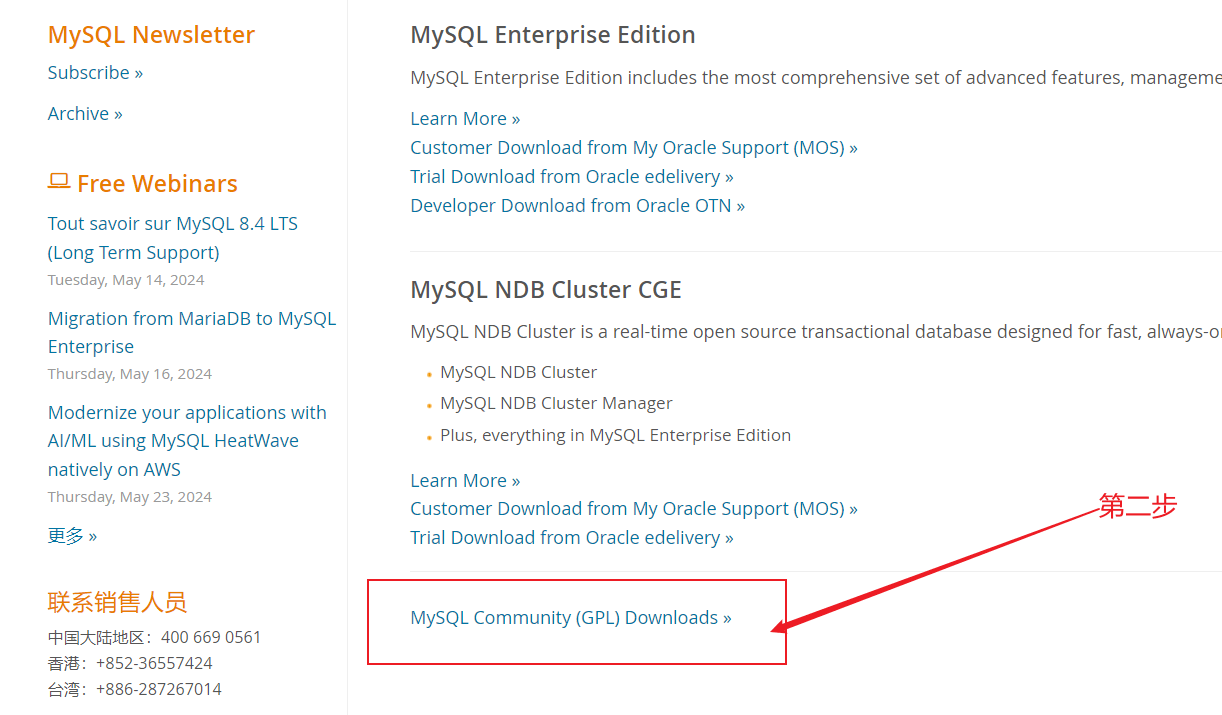 MySQL Newsletter
Subscribe »
Archive »
Free Webinars
Tout savoir sur MySQL 8.4 LTS
(Long Term Support)
Tuesday, May 14, 2024
Migration from MariaDB to MySQL
Enterprise
Thursday, May 16, 2024
Modernize your applications with
AI/ML using MySQL HeatWave
natively on AWS
Thursday, May 23, 2024
更多 »
联系销售人员
中国大陆地区：400 669 0561
香港：+852-36557424
台湾：+886-287267014
MySQL Enterprise Edition
MySQL Enterprise Edition includes the most comprehensive set of advanced features, manageme
Learn More »
Customer Download from My Oracle Support (MOS) »
Trial Download from Oracle edelivery »
Developer Download from Oracle OTN »
MySQL NDB Cluster CGE
MySQL NDB Cluster is a real-time open source transactional database designed for fast, always-o
• MySQL NDB Cluster
• MySQL NDB Cluster Manager
• Plus, everything in MySQL Enterprise Edition
Learn More »
Customer Download from My Oracle Support (MOS) »
Trial Download from Oracle edelivery »
第二步
MySQL Community (GPL) Downloads »